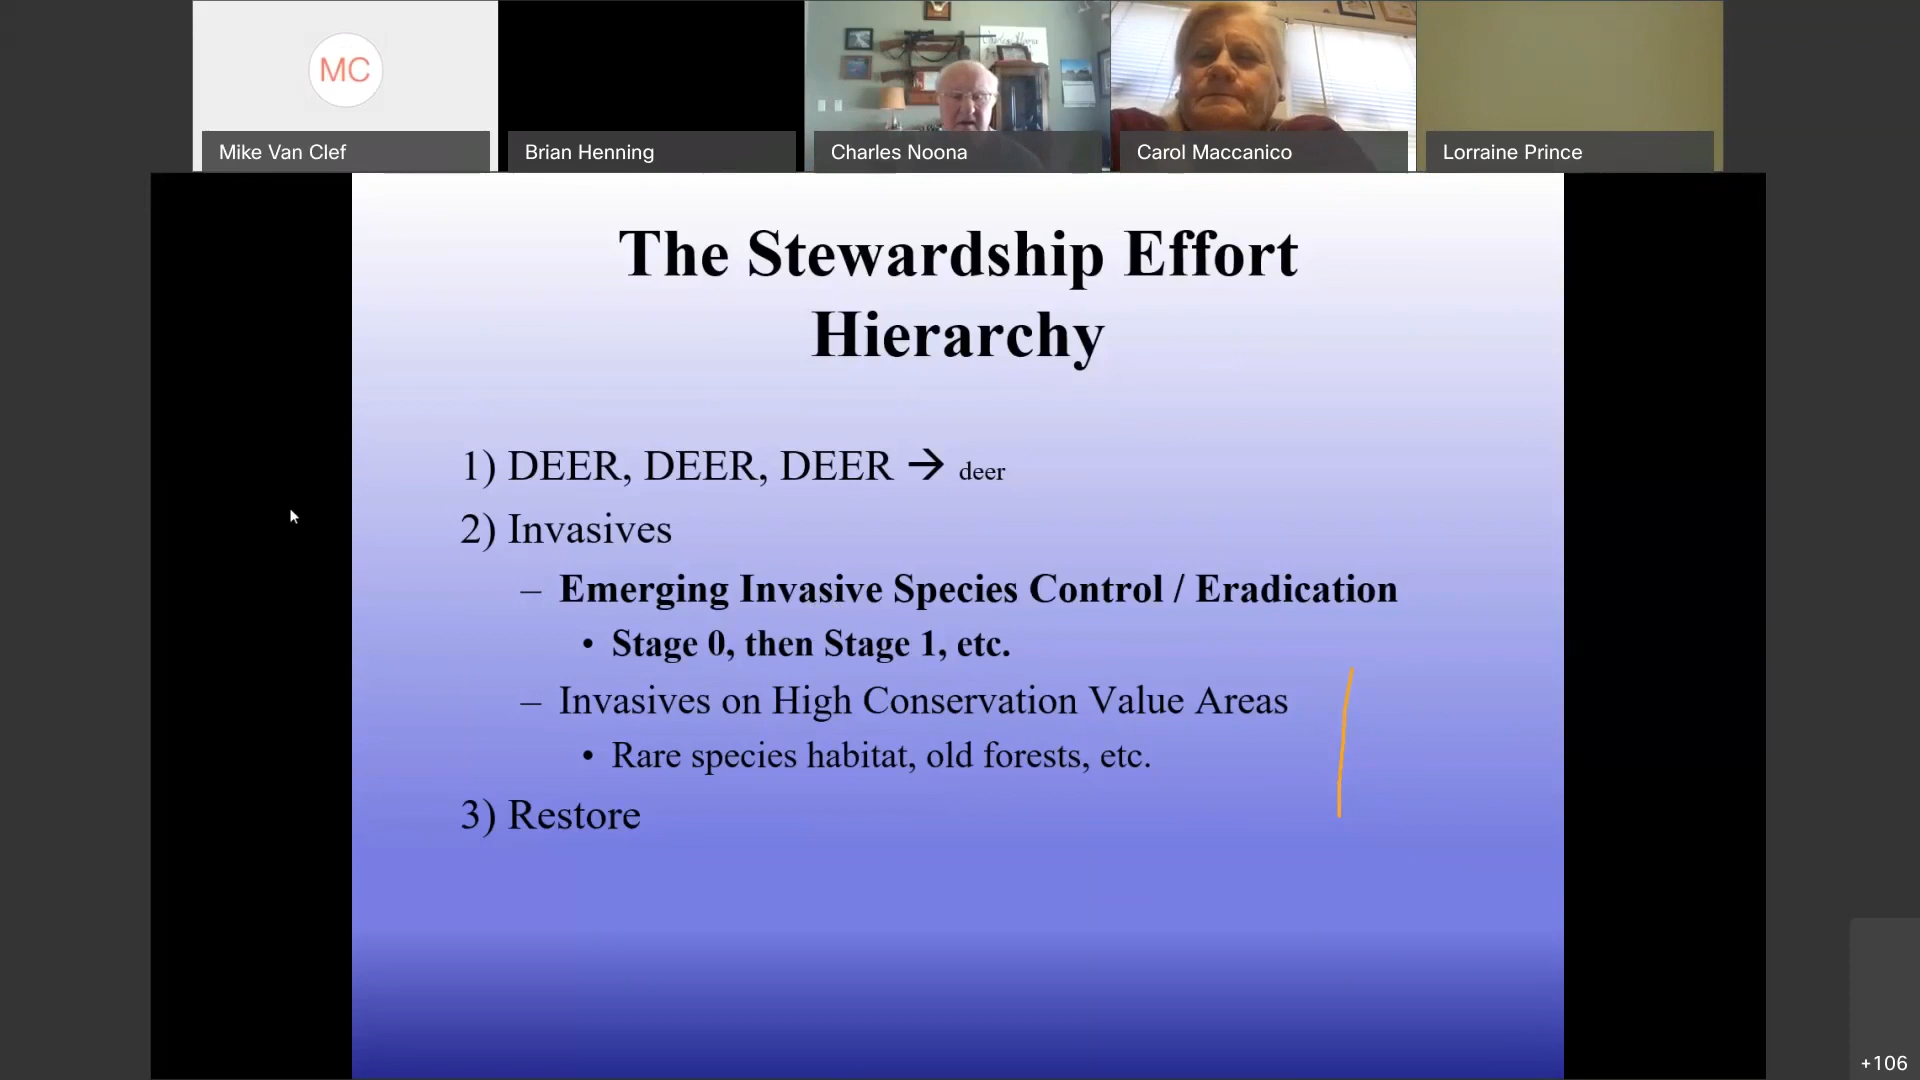 MC
Mike Van Clef
Brian Henning
Charles Noona
Carol Maccanico
Lorraine Prince
The Stewardship Effort
Hierarchy
1) DEER, DEER, DEER → deer
2) Invasives
– Emerging Invasive Species Control / Eradication
• Stage 0, then Stage 1, etc.
– Invasives on High Conservation Value Areas
• Rare species habitat, old forests, etc.
3) Restore
+106